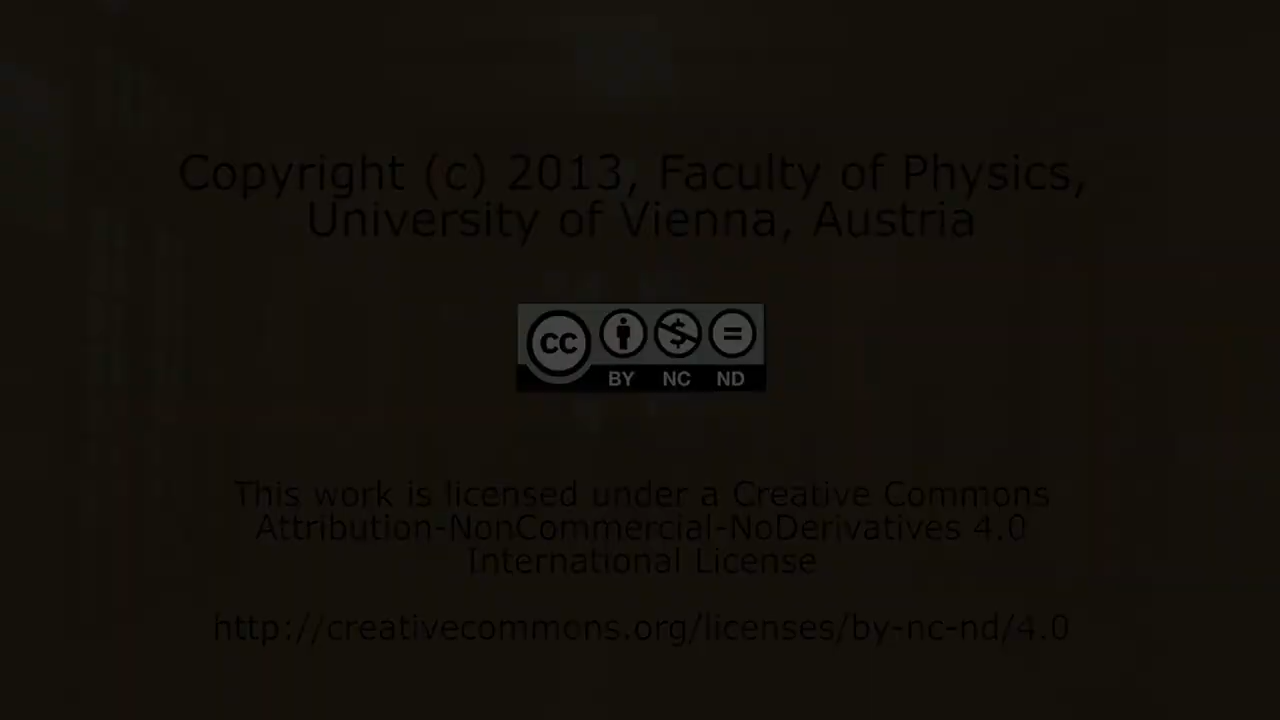 Copyright (c) 2013, Faculty of Physics,
University of Vienna, Austria
CC
BY NC ND
This work is licensed under a Creative Commons
Attribution-NonCommercial-NoDerivatives 4.0
International License
http://creativecommons.org/licenses/by-nc-nd/4.0